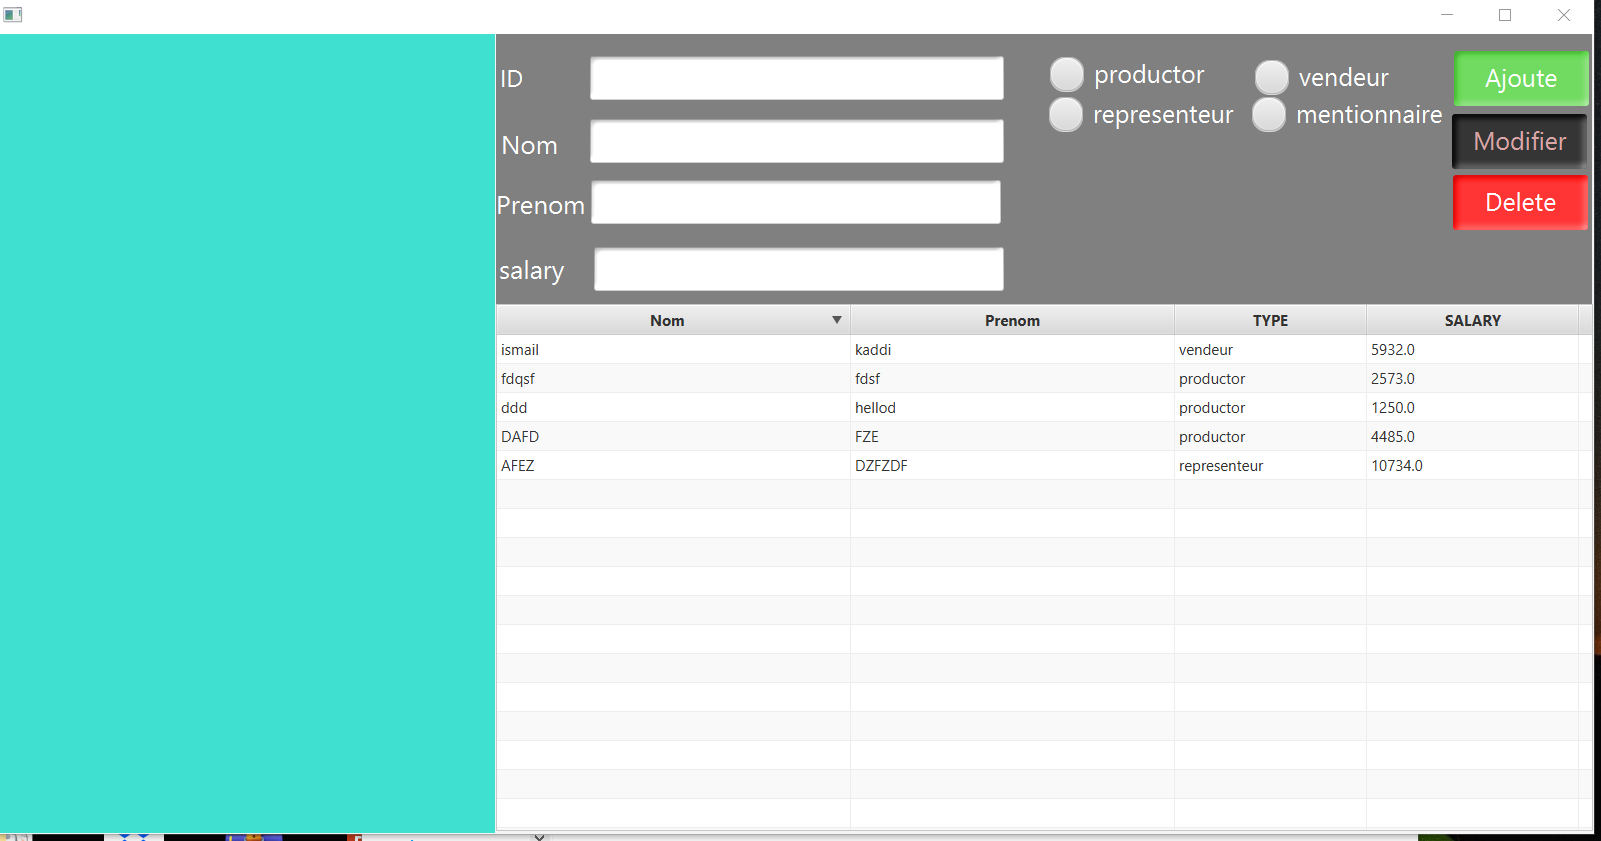 ID
productor
vendeur
Ajoute
representeur
mentionnaire
Nom
Modifier
Prenom
Delete
salary
Nom Prenom TYPE SALARY
ismail kaddi vendeur 5932.0
fdqsf fdsf productor 2573.0
ddd hellod productor 1250.0
DAFD FZE productor 4485.0
AFEZ DZFZDF representeur 10734.0